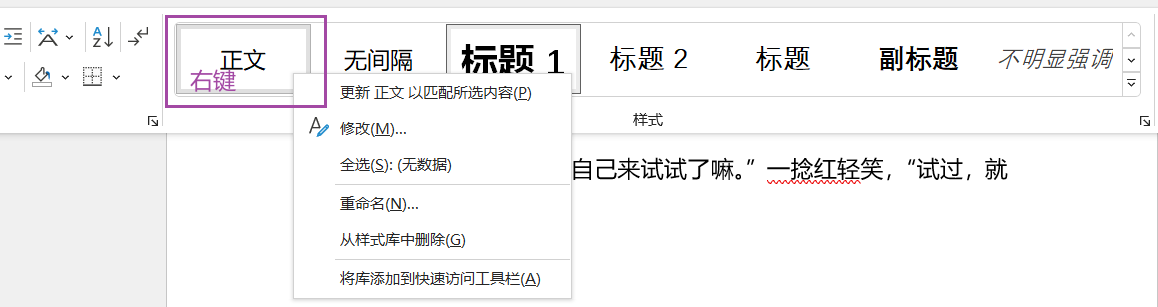 正文
无间隔
标题 1
标题 2
标题
副标题
不明显强调
右键
样式
更新 正文 以匹配所选内容(P)
修改(M)...
全选(S): (无数据)
重命名(N)...
从样式库中删除(G)
将库添加到快速访问工具栏(A)
自己来试试了嘛。”一捻红轻笑，“试过，就